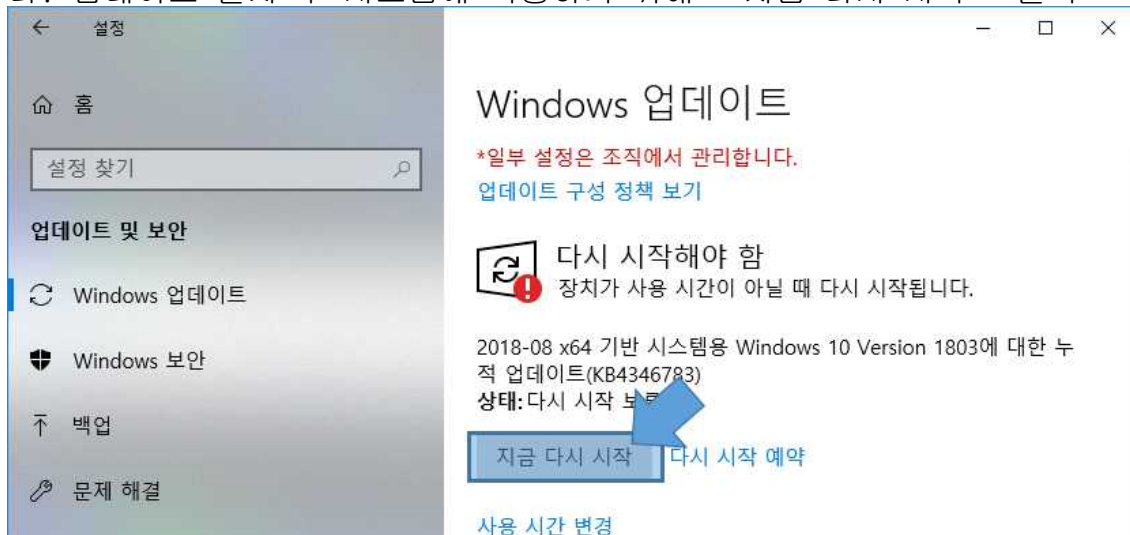 ← 설정
홈
설정 찾기
업데이트 및 보안
Windows 업데이트
Windows 보안
백업
문제 해결
Windows 업데이트
*일부 설정은 조직에서 관리합니다.
업데이트 구성 정책 보기
다시 시작해야 함
장치가 사용 시간이 아닐 때 다시 시작됩니다.
2018-08 x64 기반 시스템용 Windows 10 Version 1803에 대한 누
적 업데이트(KB4346783)
상태: 다시 시작
지금 다시 시작 다시 시작 예약
사용 시간 변경